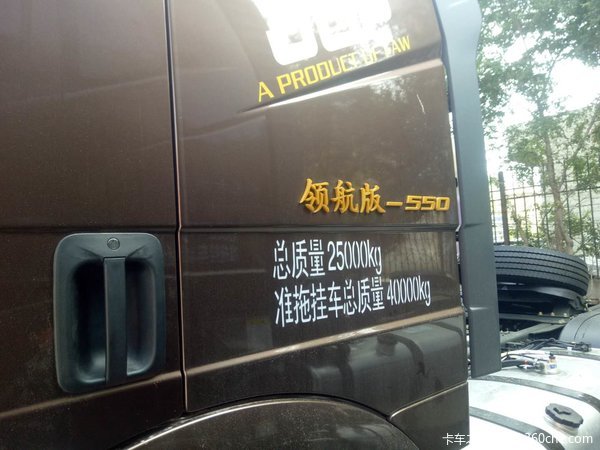 A PRODUCT OF FAW
领航版-550
总质量25000kg
准拖挂车总质量40000kg